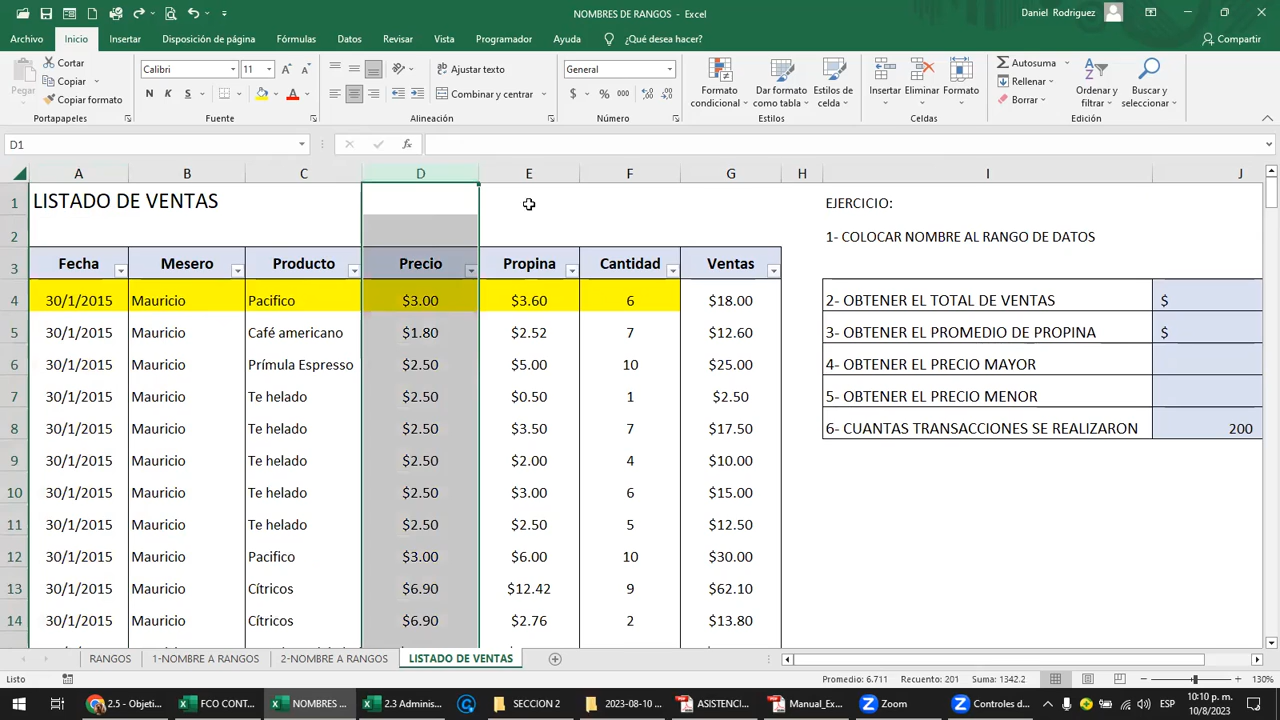 NOMBRES DE RANGOS - Excel
Daniel Rodriguez
Archivo Inicio Insertar Disposición de página Fórmulas Datos Revisar Vista Programador Ayuda ¿Qué desea hacer? Compartir
Pegar
Cortar
Copiar
Copiar formato
Portapapeles
Calibri 11
N K S
Fuente
Ajustar texto
Combinar y centrar
Alineación
General
$ % 000
Número
Formato condicional
Dar formato como tabla
Estilos de celda
Estilos
Insertar Eliminar Formato
Celdas
Autosuma
Rellenar
Borrar
Ordenar y filtrar
Buscar y seleccionar
Edición
D1
A B C D E F G H I J
1 LISTADO DE VENTAS EJERCICIO:
2 1- COLOCAR NOMBRE AL RANGO DE DATOS
3 Fecha Mesero Producto Precio Propina Cantidad Ventas
4 30/1/2015 Mauricio Pacifico $3.00 $3.60 6 $18.00 2- OBTENER EL TOTAL DE VENTAS $
5 30/1/2015 Mauricio Café americano $1.80 $2.52 7 $12.60 3- OBTENER EL PROMEDIO DE PROPINA $
6 30/1/2015 Mauricio Prímula Espresso $2.50 $5.00 10 $25.00 4- OBTENER EL PRECIO MAYOR
7 30/1/2015 Mauricio Te helado $2.50 $0.50 1 $2.50 5- OBTENER EL PRECIO MENOR
8 30/1/2015 Mauricio Te helado $2.50 $3.50 7 $17.50 6- CUANTAS TRANSACCIONES SE REALIZARON 200
9 30/1/2015 Mauricio Te helado $2.50 $2.00 4 $10.00
10 30/1/2015 Mauricio Te helado $2.50 $3.00 6 $15.00
11 30/1/2015 Mauricio Te helado $2.50 $2.50 5 $12.50
12 30/1/2015 Mauricio Pacifico $3.00 $6.00 10 $30.00
13 30/1/2015 Mauricio Cítricos $6.90 $12.42 9 $62.10
14 30/1/2015 Mauricio Cítricos $6.90 $2.76 2 $13.80
RANGOS 1-NOMBRE A RANGOS 2-NOMBRE A RANGOS LISTADO DE VENTAS
Listo Promedio: 6.711 Recuento: 201 Suma: 1342.2 130%
2.5 - Objeti... FCO CONT... NOMBRES ... 2.3 Administ... SECCION 2 2023-08-10 ... ASISTENCI... Manual_Ex... Zoom Controles d... ESP
10:10 p. m.
10/8/2023